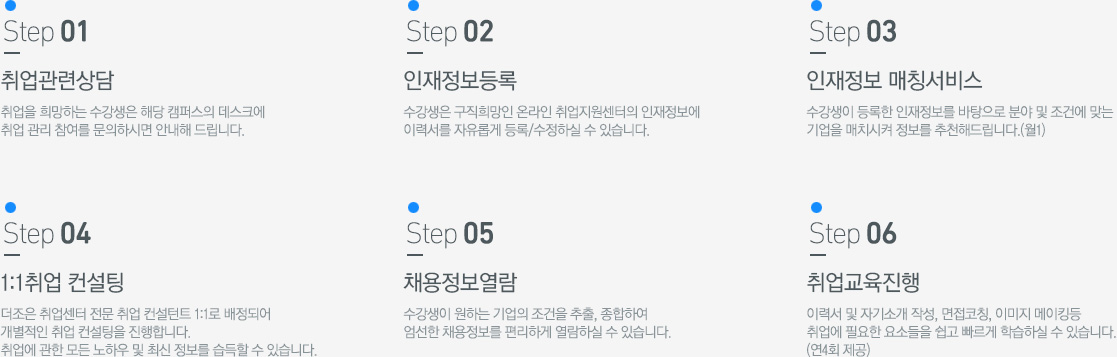 Step 01
취업관련상담
취업을 희망하는 수강생은 해당 캠퍼스의 데스크에
취업 관리 참여를 문의하시면 안내해 드립니다.
Step 02
인재정보등록
수강생은 구직희망인 온라인 취업지원센터의 인재정보에
이력서를 자유롭게 등록/수정하실 수 있습니다.
Step 03
인재정보 매칭서비스
수강생이 등록한 인재정보를 바탕으로 분야 및 조건에 맞는
기업을 매치시켜 정보를 추천해드립니다.(월1)
Step 04
1:1취업 컨설팅
더조은 취업센터 전문 취업 컨설턴트 1:1로 배정되어
개별적인 취업 컨설팅을 진행합니다.
취업에 관한 모든 노하우 및 최신 정보를 습득할 수 있습니다.
Step 05
채용정보열람
수강생이 원하는 기업의 조건을 추출, 종합하여
엄선한 채용정보를 편리하게 열람하실 수 있습니다.
Step 06
취업교육진행
이력서 및 자기소개 작성, 면접코칭, 이미지 메이킹등
취업에 필요한 요소들을 쉽고 빠르게 학습하실 수 있습니다.
(연4회 제공)